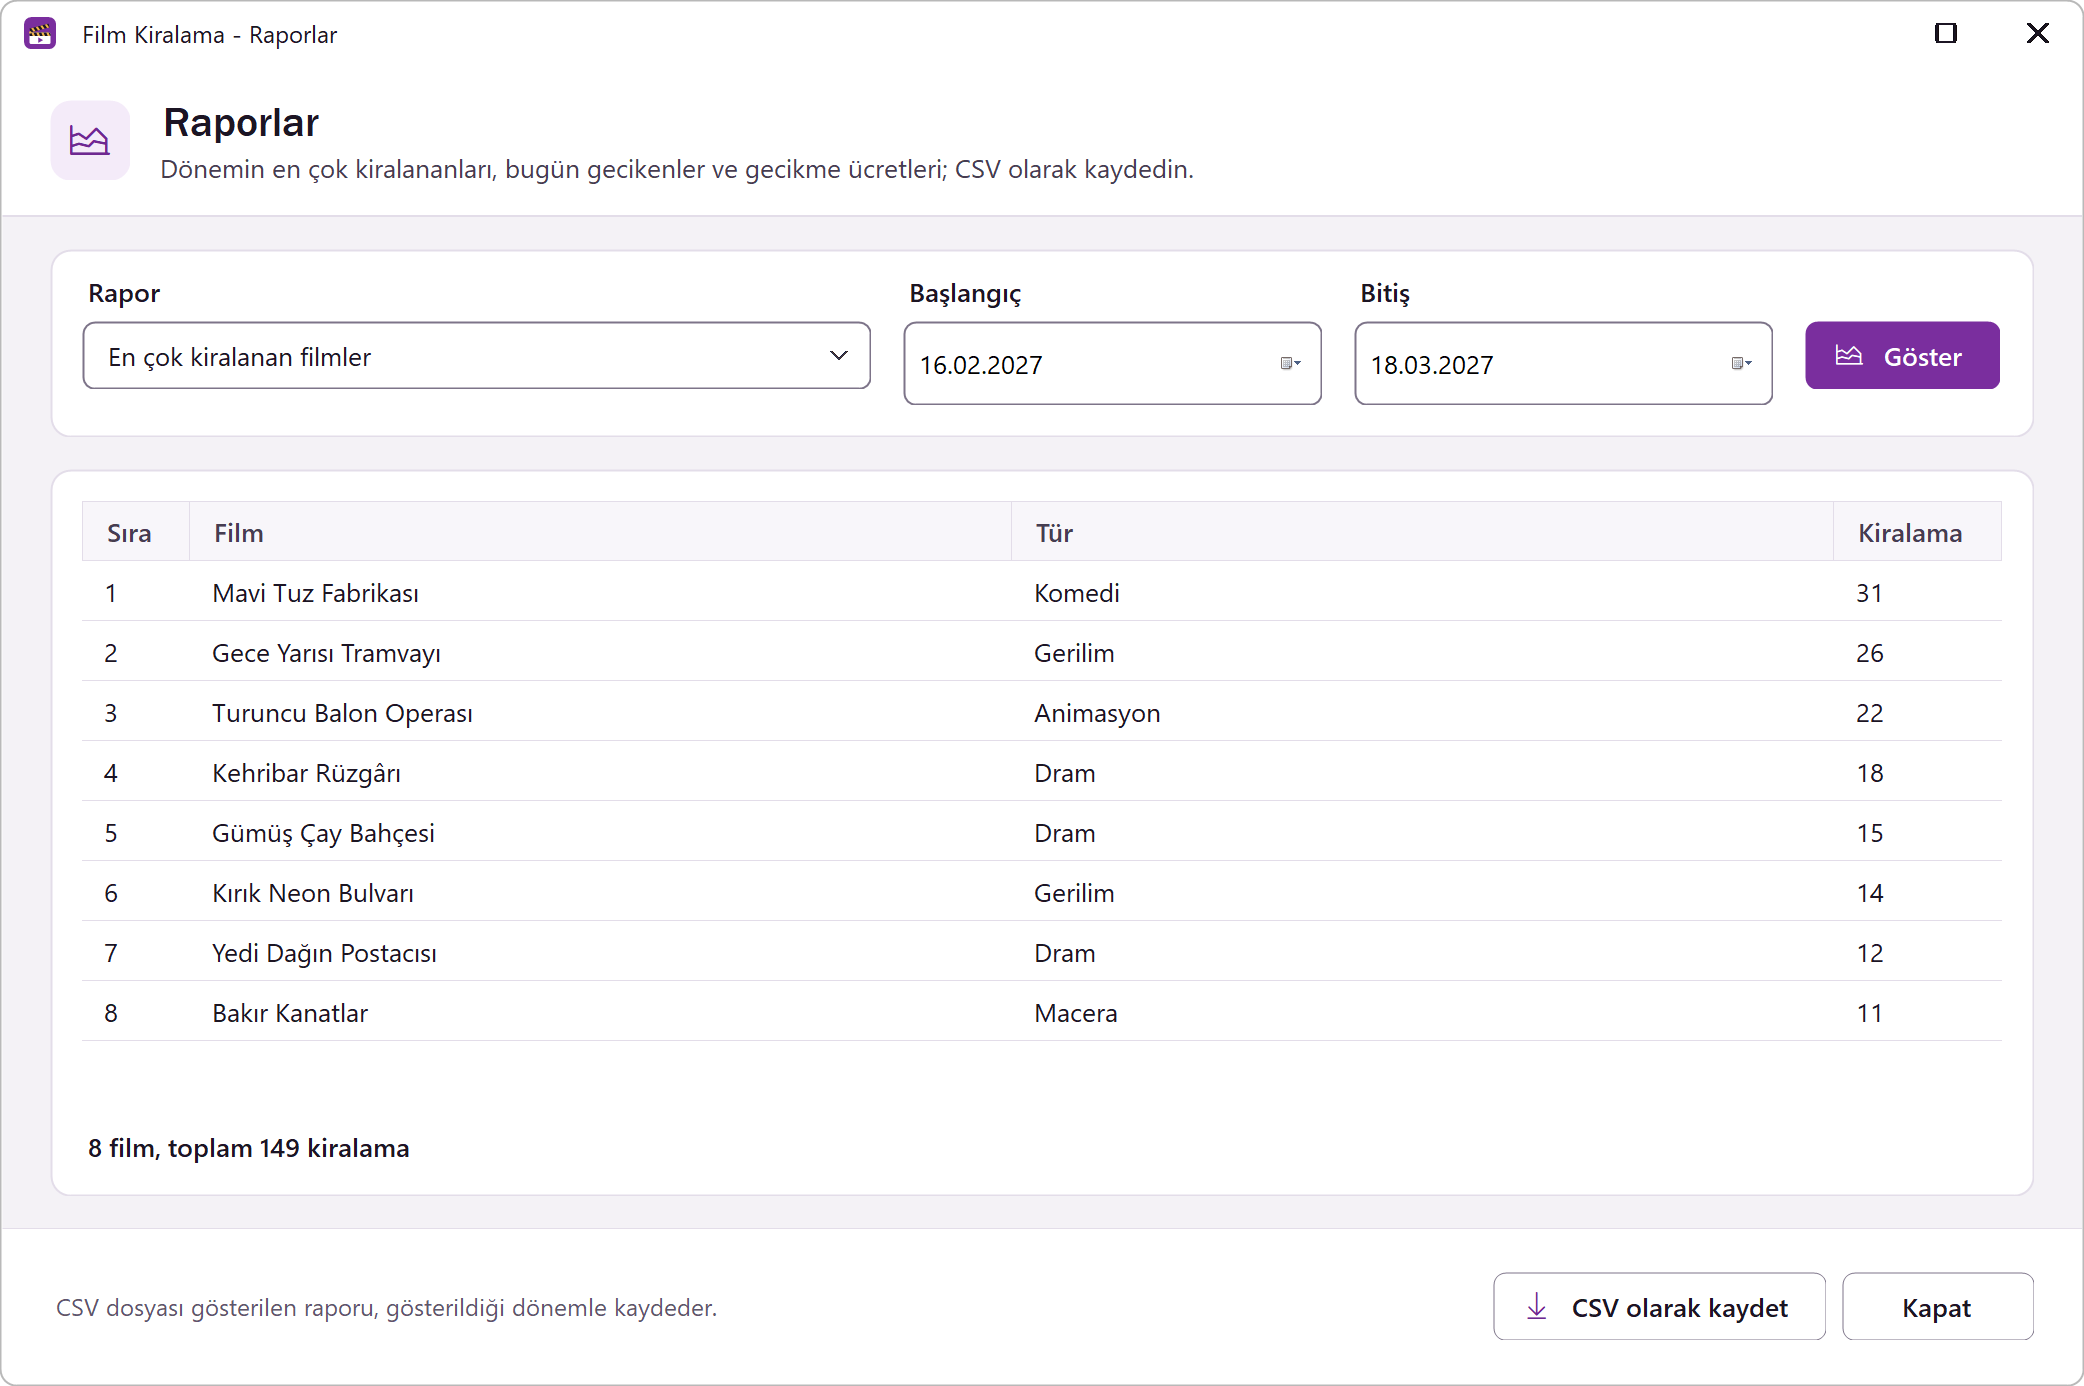 Film Kiralama - Raporlar
Raporlar
Dönemin en çok kiralananları, bugün gecikenler ve gecikme ücretleri; CSV olarak kaydedin.
Rapor Başlangıç Bitiş
En çok kiralanan filmler 16.02.2027 18.03.2027 Göster
Sıra Film Tür Kiralama
1 Mavi Tuz Fabrikası Komedi 31
2 Gece Yarısı Tramvayı Gerilim 26
3 Turuncu Balon Operası Animasyon 22
4 Kehribar Rüzgârı Dram 18
5 Gümüş Çay Bahçesi Dram 15
6 Kırık Neon Bulvarı Gerilim 14
7 Yedi Dağın Postacısı Dram 12
8 Bakır Kanatlar Macera 11
8 film, toplam 149 kiralama
CSV dosyası gösterilen raporu, gösterildiği dönemle kaydeder. CSV olarak kaydet Kapat